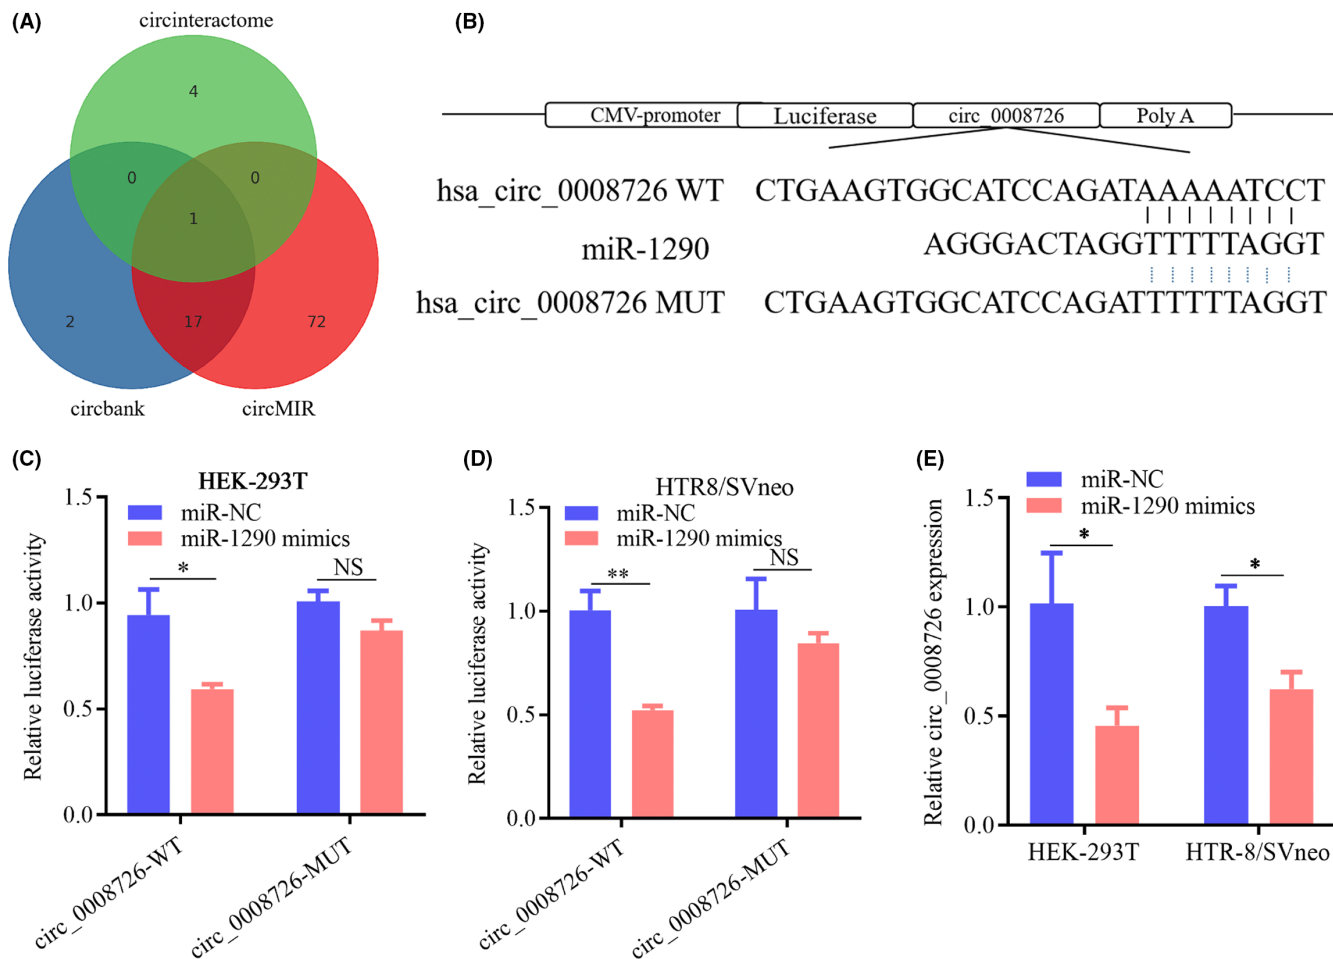 (A)
circinteractome
4
0
0
1
2
17
72
circbank
circMIR
(B)
CMV-promoter
Luciferase
circ_0008726
Poly A
hsa_circ_0008726 WT
CTGAAGTGGCATCCAGATAAAAATCCT
miR-1290
AGGGACTAGGTTTTTAGGT
hsa_circ_0008726 MUT
CTGAAGTGGCATCCAGATTTTTTAGGT
(C)
HEK-293T
miR-NC
miR-1290 mimics
Relative luciferase activity
1.5
1.0
0.5
0.0
*
NS
circ_0008726-WT
circ_0008726-MUT
(D)
HTR8/SVneo
miR-NC
miR-1290 mimics
Relative luciferase activity
1.5
1.0
0.5
0.0
**
NS
circ_0008726-WT
circ_0008726-MUT
(E)
miR-NC
miR-1290 mimics
Relative circ_0008726 expression
1.5
1.0
0.5
0.0
*
*
HEK-293T
HTR-8/SVneo